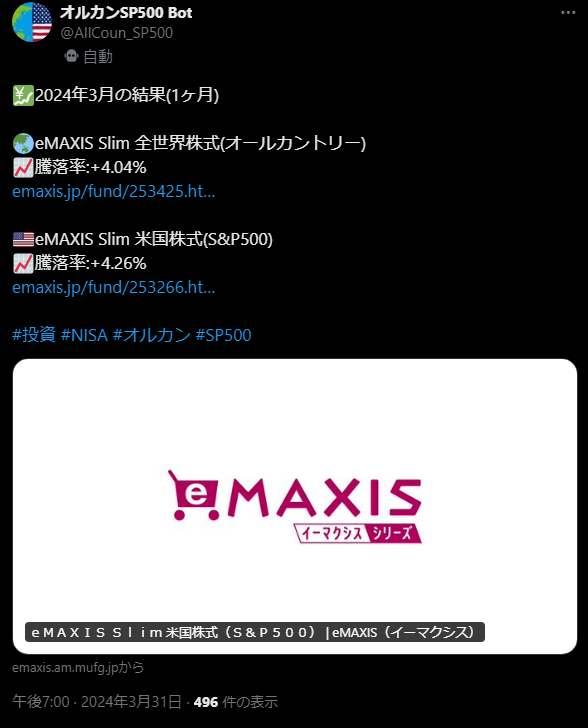 オルカンSP500 Bot
@AllCoun_SP500
自動
💹2024年3月の結果(1ヶ月)
🌏eMAXIS Slim 全世界株式(オールカントリー)
📈騰落率:+4.04%
emaxis.jp/fund/253425.ht…
🇺🇸eMAXIS Slim 米国株式(S&P500)
📈騰落率:+4.26%
emaxis.jp/fund/253266.ht…
#投資 #NISA #オルカン #SP500
eMAXIS
イーマクシス シリーズ
ｅＭＡＸＩＳ Ｓｌｉｍ 米国株式（Ｓ＆Ｐ５００） | eMAXIS（イーマクシス）
emaxis.am.mufg.jpから
午後7:00 · 2024年3月31日 · 496 件の表示